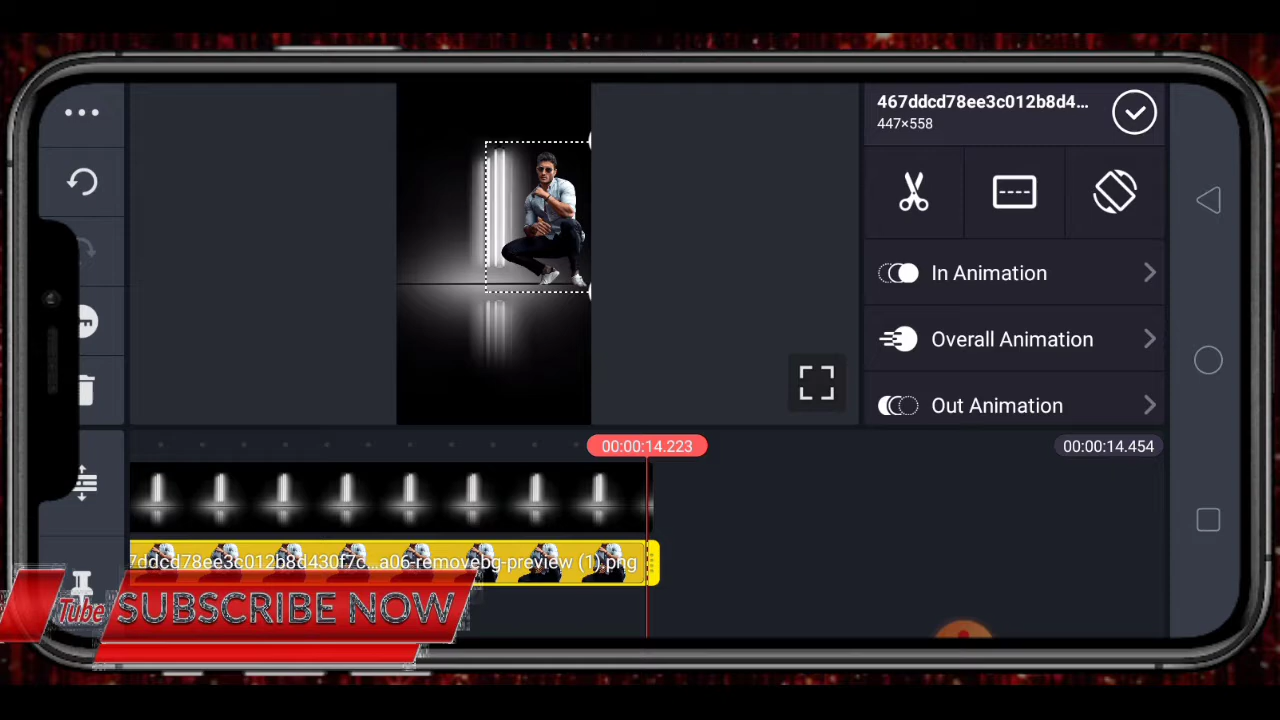 467ddcd78ee3c012b8d4...
447×558
In Animation
Overall Animation
Out Animation
00:00:14.223
00:00:14.454
7ddcd78ee3c012b8d430f7c...a06-removebg-preview (1).png
Tube SUBSCRIBE NOW